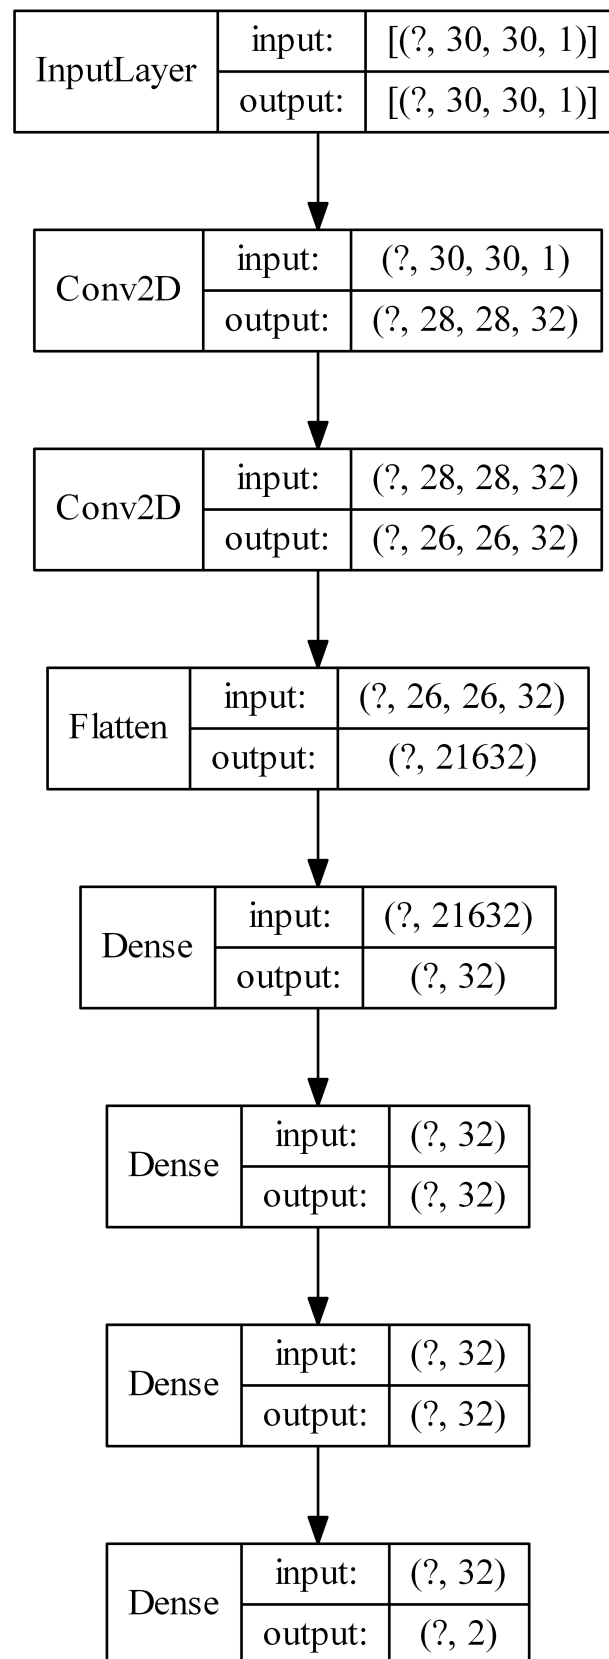 InputLayer
input: [(?, 30, 30, 1)]
output: [(?, 30, 30, 1)]
Conv2D
input: (?, 30, 30, 1)
output: (?, 28, 28, 32)
Conv2D
input: (?, 28, 28, 32)
output: (?, 26, 26, 32)
Flatten
input: (?, 26, 26, 32)
output: (?, 21632)
Dense
input: (?, 21632)
output: (?, 32)
Dense
input: (?, 32)
output: (?, 32)
Dense
input: (?, 32)
output: (?, 32)
Dense
input: (?, 32)
output: (?, 2)